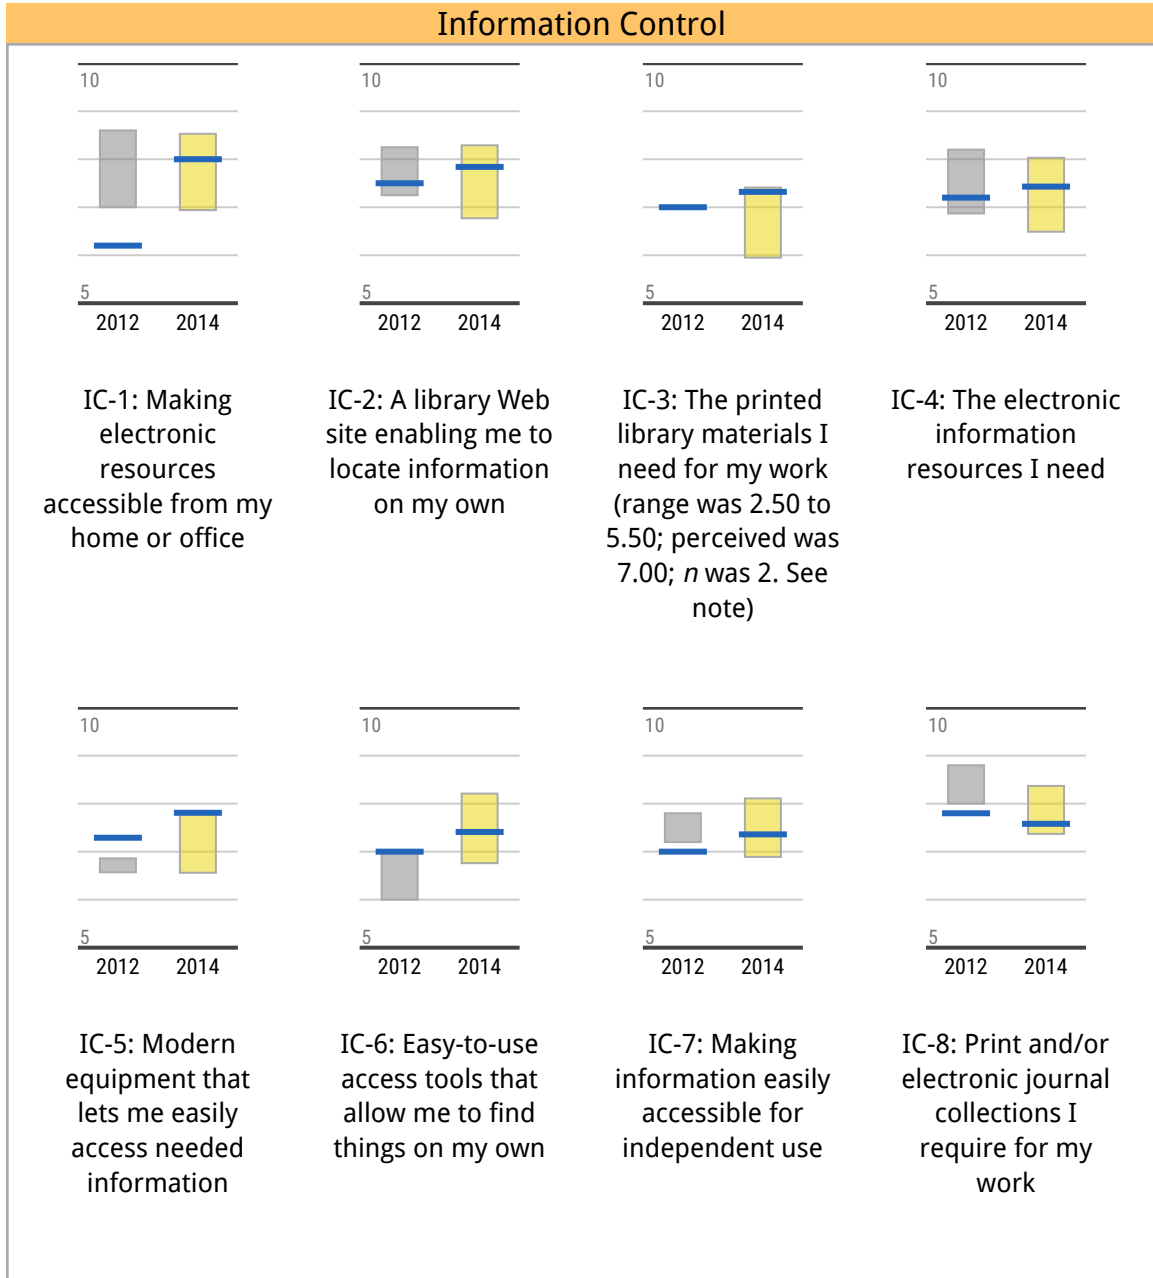 Information Control
10
5
2012 2014
IC-1: Making
electronic
resources
accessible from my
home or office
10
5
2012 2014
IC-2: A library Web
site enabling me to
locate information
on my own
10
5
2012 2014
IC-3: The printed
library materials I
need for my work
(range was 2.50 to
5.50; perceived was
7.00; n was 2. See
note)
10
5
2012 2014
IC-4: The electronic
information
resources I need
10
5
2012 2014
IC-5: Modern
equipment that
lets me easily
access needed
information
10
5
2012 2014
IC-6: Easy-to-use
access tools that
allow me to find
things on my own
10
5
2012 2014
IC-7: Making
information easily
accessible for
independent use
10
5
2012 2014
IC-8: Print and/or
electronic journal
collections I
require for my
work